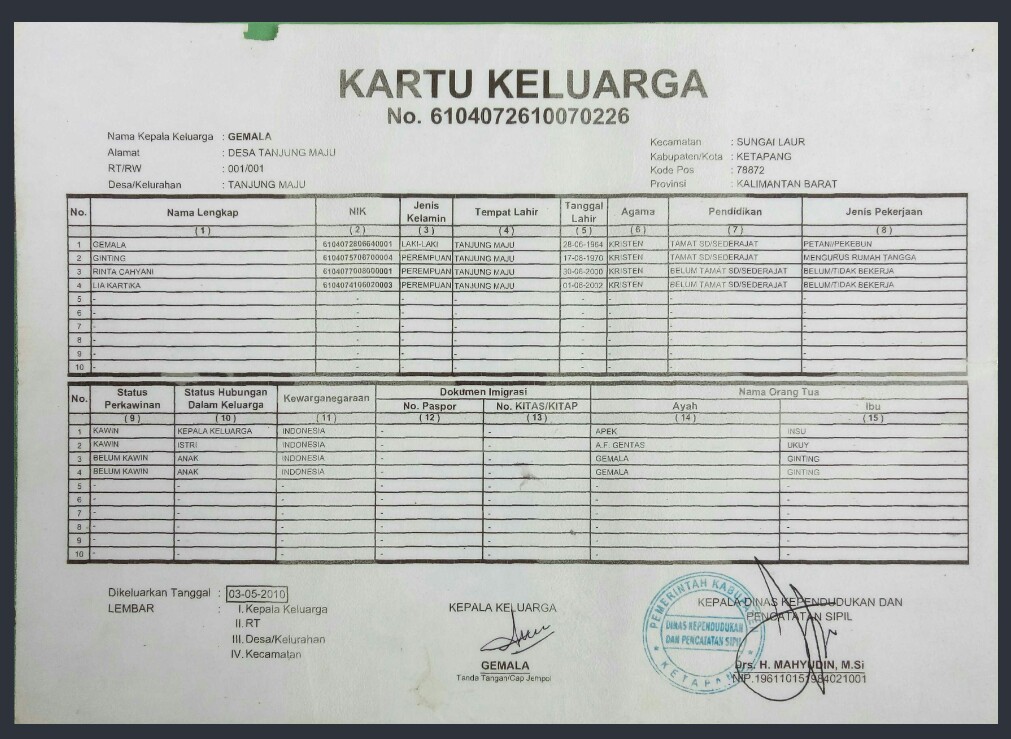 KARTU KELUARGA
No. 6104072610070226
Nama Kepala Keluarga : GEMALA
Alamat : DESA TANJUNG MAJU
RT/RW : 001/001
Desa/Kelurahan : TANJUNG MAJU
Kecamatan : SUNGAI LAUR
Kabupaten/Kota : KETAPANG
Kode Pos : 78872
Provinsi : KALIMANTAN BARAT
No. Nama Lengkap NIK Jenis Kelamin Tempat Lahir Tanggal Lahir Agama Pendidikan Jenis Pekerjaan
(1) (2) (3) (4) (5) (6) (7) (8)
1 GEMALA 6104072806640001 LAKI-LAKI TANJUNG MAJU 28-06-1964 KRISTEN TAMAT SD/SEDERAJAT PETANI/PEKEBUN
2 GINTING 6104075708700004 PEREMPUAN TANJUNG MAJU 17-08-1970 KRISTEN TAMAT SD/SEDERAJAT MENGURUS RUMAH TANGGA
3 RINTA CAHYANI 6104077008000001 PEREMPUAN TANJUNG MAJU 30-08-2000 KRISTEN BELUM TAMAT SD/SEDERAJAT BELUM/TIDAK BEKERJA
4 LIA KARTIKA 6104074106020003 PEREMPUAN TANJUNG MAJU 01-08-2002 KRISTEN BELUM TAMAT SD/SEDERAJAT BELUM/TIDAK BEKERJA
5 - - - - - - - -
6 - - - - - - - -
7 - - - - - - - -
8 - - - - - - - -
9 - - - - - - - -
10 - - - - - - - -
No. Status Perkawinan Status Hubungan Dalam Keluarga Kewarganegaraan Dokumen Imigrasi Nama Orang Tua
No. Paspor No. KITAS/KITAP Ayah Ibu
(9) (10) (11) (12) (13) (14) (15)
1 KAWIN KEPALA KELUARGA INDONESIA - - APEK INSU
2 KAWIN ISTRI INDONESIA - - A.F. GENTAS UKUY
3 BELUM KAWIN ANAK INDONESIA - - GEMALA GINTING
4 BELUM KAWIN ANAK INDONESIA - - GEMALA GINTING
5 - - - - - - -
6 - - - - - - -
7 - - - - - - -
8 - - - - - - -
9 - - - - - - -
10 - - - - - - -
Dikeluarkan Tanggal : 03-05-2010
LEMBAR : I. Kepala Keluarga
II. RT
III. Desa/Kelurahan
IV. Kecamatan
KEPALA KELUARGA
GEMALA
Tanda Tangan/Cap Jempol
PEMERINTAH KABUPATEN
DINAS KEPENDUDUKAN
DAN PENCATATAN SIPIL
KETAPANG
KEPALA DINAS KEPENDUDUKAN DAN
PENCATATAN SIPIL
Drs. H. MAHYUDIN, M.Si
NIP.196110151984021001